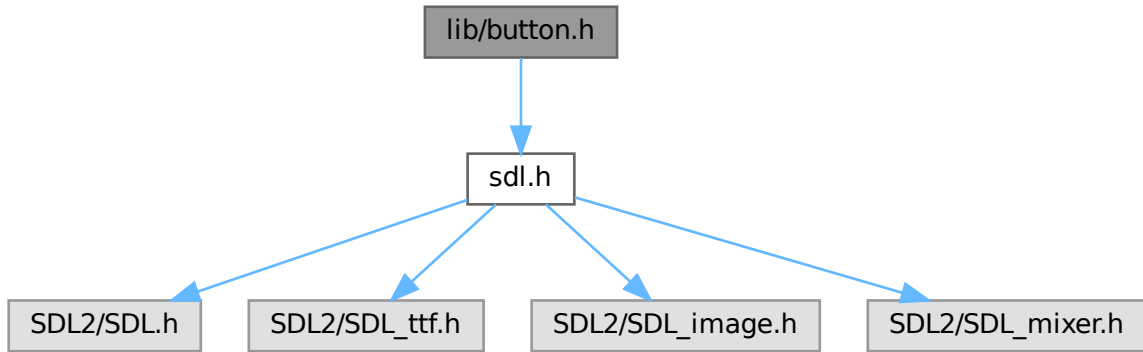 lib/button.h
sdl.h
SDL2/SDL.h
SDL2/SDL_ttf.h
SDL2/SDL_image.h
SDL2/SDL_mixer.h